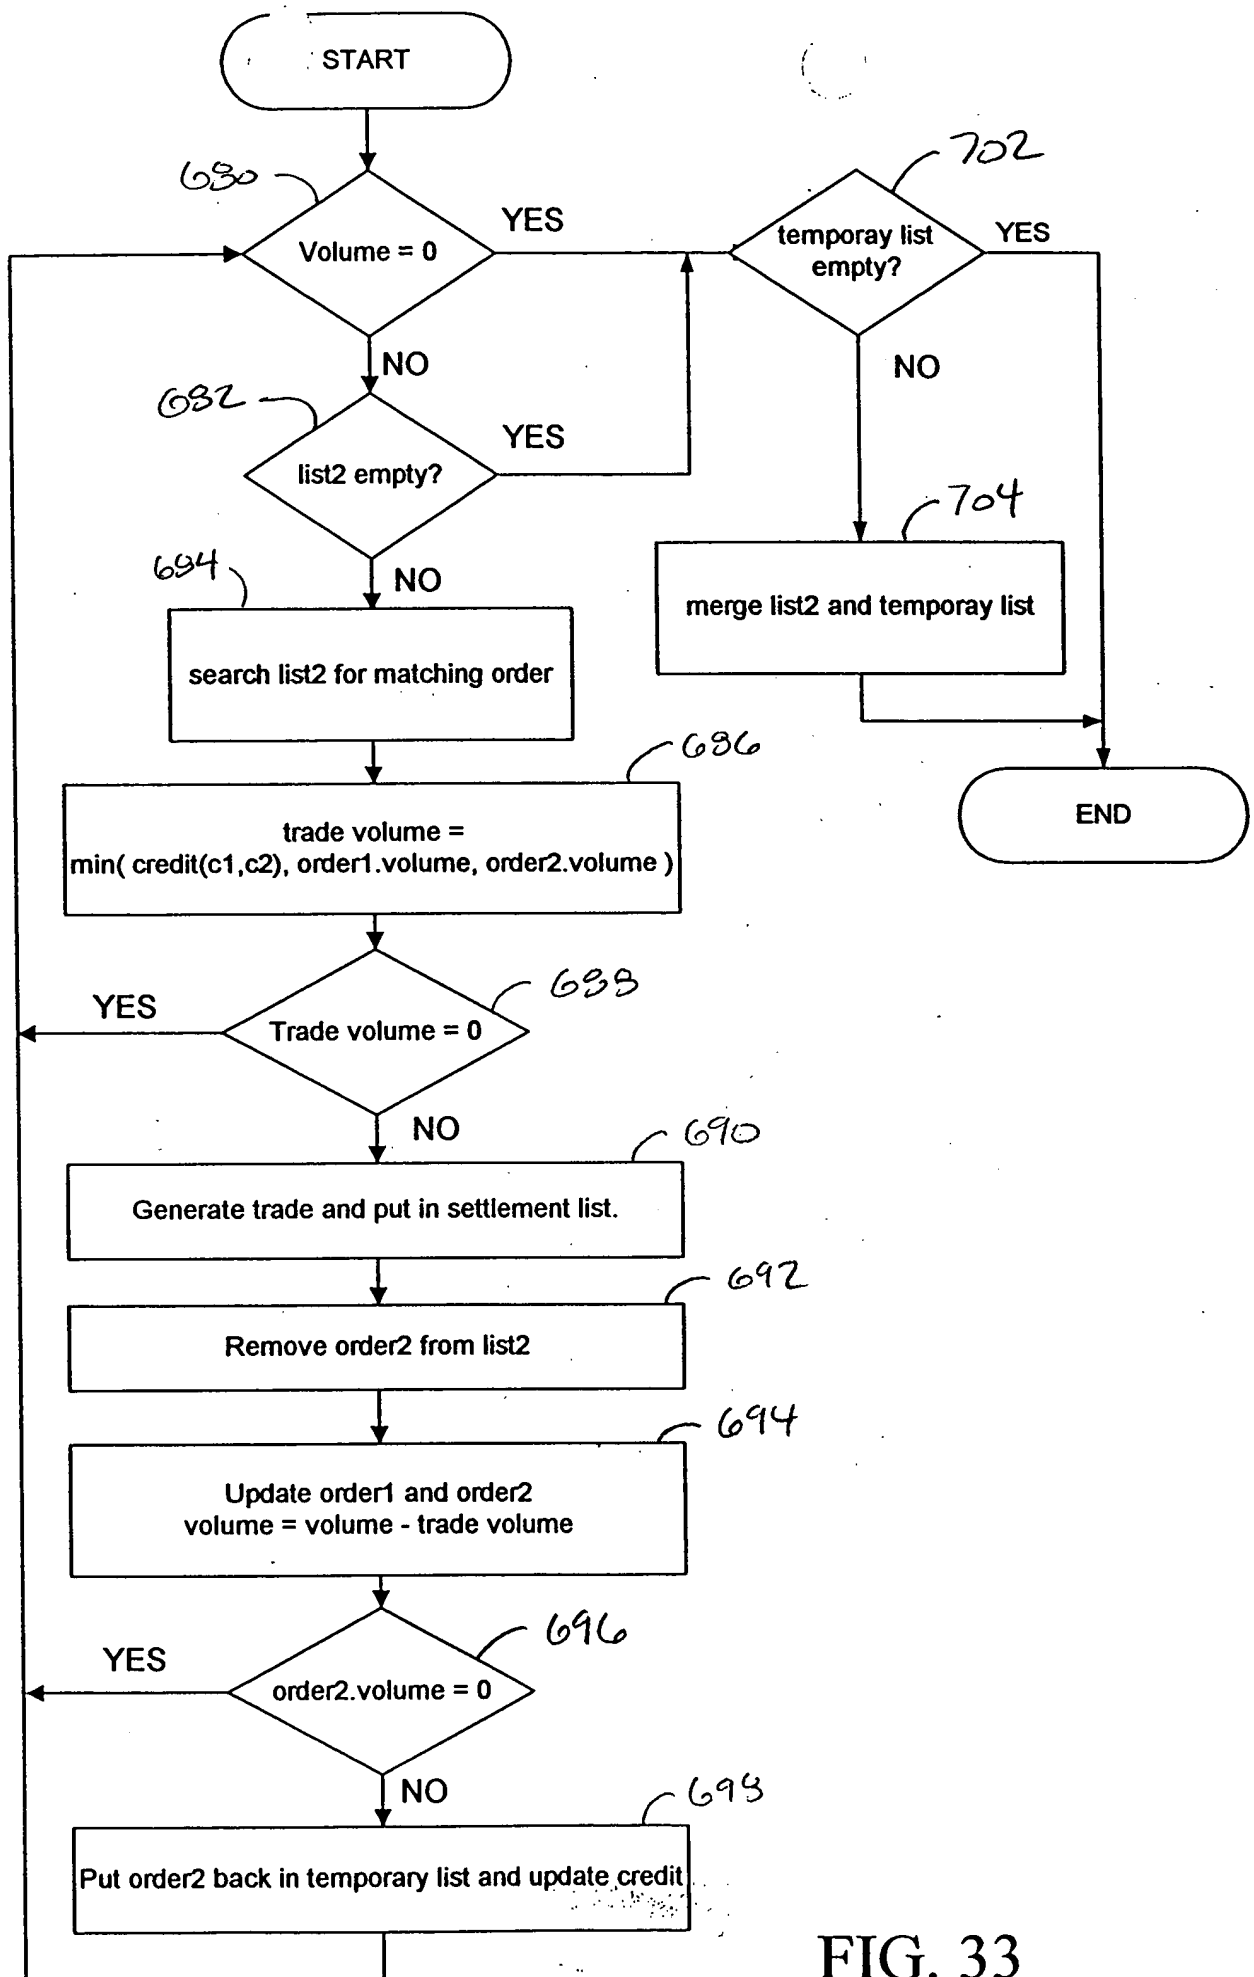 START
680
Volume = 0
YES
702
temporay list
empty?
YES
NO
682
list2 empty?
YES
NO
NO
704
merge list2 and temporay list
684
search list2 for matching order
686
trade volume =
min( credit(c1,c2), order1.volume, order2.volume )
END
688
YES
Trade volume = 0
NO
690
Generate trade and put in settlement list.
692
Remove order2 from list2
694
Update order1 and order2
volume = volume - trade volume
696
YES
order2.volume = 0
NO
698
Put order2 back in temporary list and update credit
FIG. 33